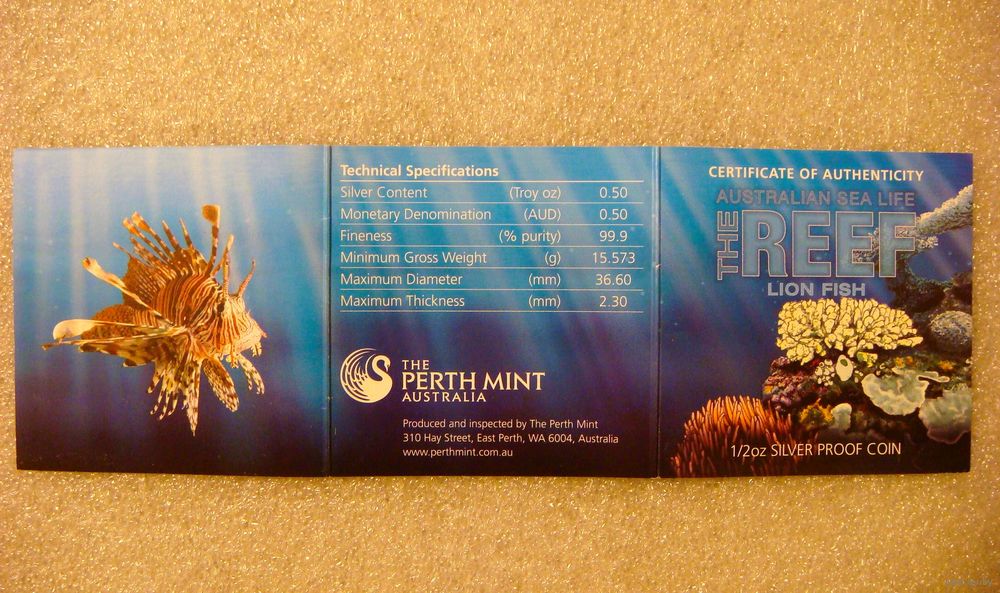 Technical Specifications
Silver Content (Troy oz) 0.50
Monetary Denomination (AUD) 0.50
Fineness (% purity) 99.9
Minimum Gross Weight (g) 15.573
Maximum Diameter (mm) 36.60
Maximum Thickness (mm) 2.30
THE
PERTH MINT
AUSTRALIA
Produced and inspected by The Perth Mint
310 Hay Street, East Perth, WA 6004, Australia
www.perthmint.com.au
CERTIFICATE OF AUTHENTICITY
AUSTRALIAN SEA LIFE
THE REEF
LION FISH
1/2oz SILVER PROOF COIN